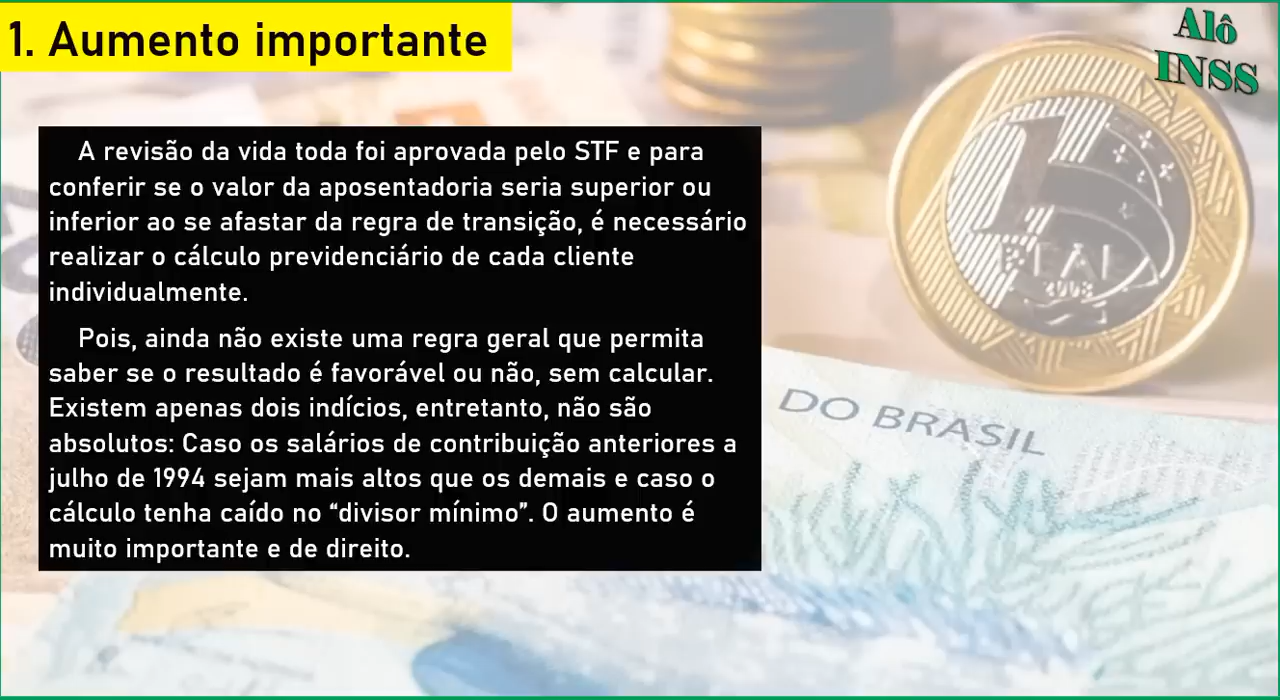 1. Aumento importante
Alô
INSS
A revisão da vida toda foi aprovada pelo STF e para
conferir se o valor da aposentadoria seria superior ou
inferior ao se afastar da regra de transição, é necessário
realizar o cálculo previdenciário de cada cliente
individualmente.
Pois, ainda não existe uma regra geral que permita
saber se o resultado é favorável ou não, sem calcular.
Existem apenas dois indícios, entretanto, não são
absolutos: Caso os salários de contribuição anteriores a
julho de 1994 sejam mais altos que os demais e caso o
cálculo tenha caído no “divisor mínimo”. O aumento é
muito importante e de direito.
1
REAL
2008
DO BRASIL